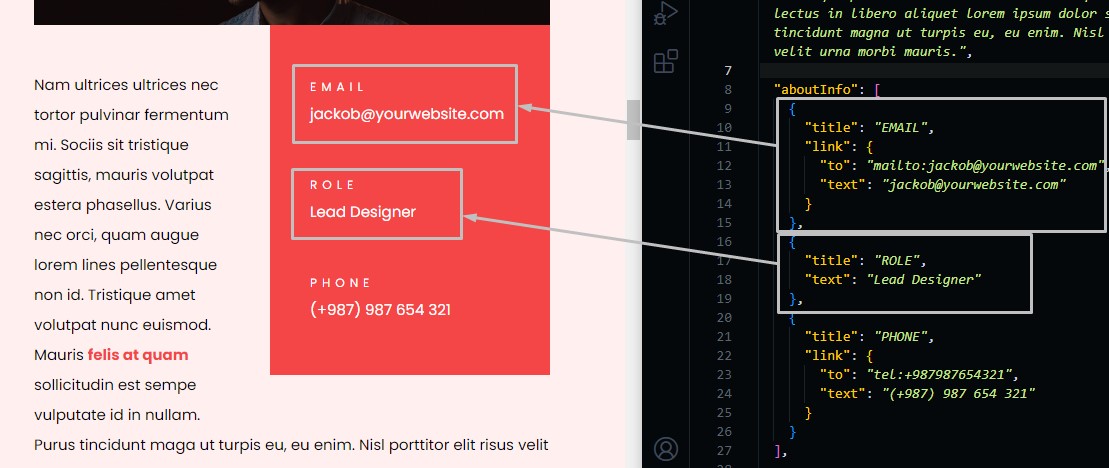 Nam ultrices ultrices nec
tortor pulvinar fermentum
mi. Sociis sit tristique
sagittis, mauris volutpat
estera phasellus. Varius
nec orci, quam augue
lorem lines pellentesque
non id. Tristique amet
volutpat nunc euismod.
Mauris felis at quam
sollicitudin est sempe
vulputate id in nullam.
Purus tincidunt maga ut turpis eu, eu enim. Nisl porttitor elit risus velit
EMAIL
jackob@yourwebsite.com
ROLE
Lead Designer
PHONE
(+987) 987 654 321
lectus in libero aliquet lorem ipsum dolor s
tincidunt magna ut turpis eu, eu enim. Nisl
velit urna morbi mauris.",
7
8 "aboutInfo": [
9 {
10 "title": "EMAIL",
11 "link": {
12 "to": "mailto:jackob@yourwebsite.com",
13 "text": "jackob@yourwebsite.com"
14 }
15 },
16 {
17 "title": "ROLE",
18 "text": "Lead Designer"
19 },
20 {
21 "title": "PHONE",
22 "link": {
23 "to": "tel:+987987654321",
24 "text": "(+987) 987 654 321"
25 }
26 }
27 ],